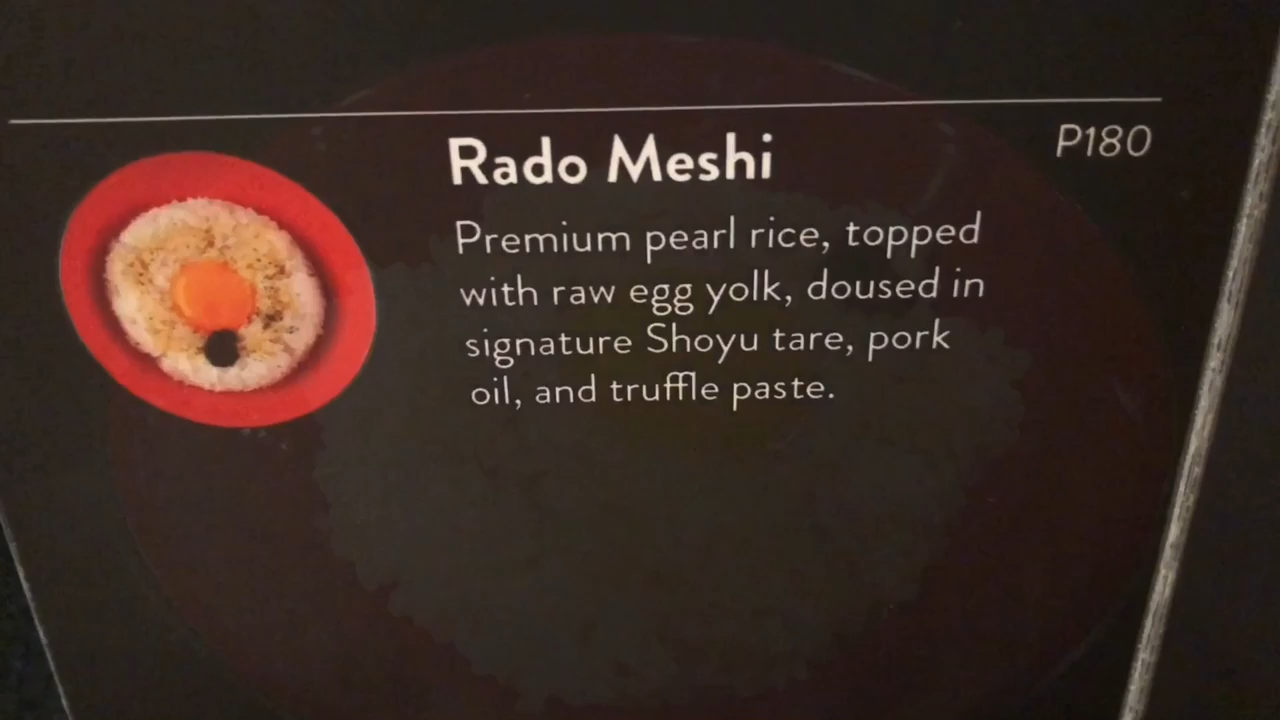 Rado Meshi
P180
Premium pearl rice, topped
with raw egg yolk, doused in
signature Shoyu tare, pork
oil, and truffle paste.